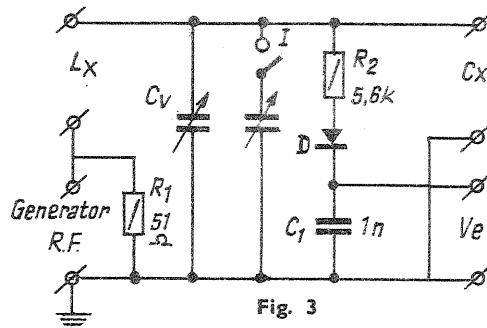 I
Lx
Cv
R2
5,6k
Cx
D
R1
51
Ω
Generator
R.F.
C1
1n
Ve
Fig. 3